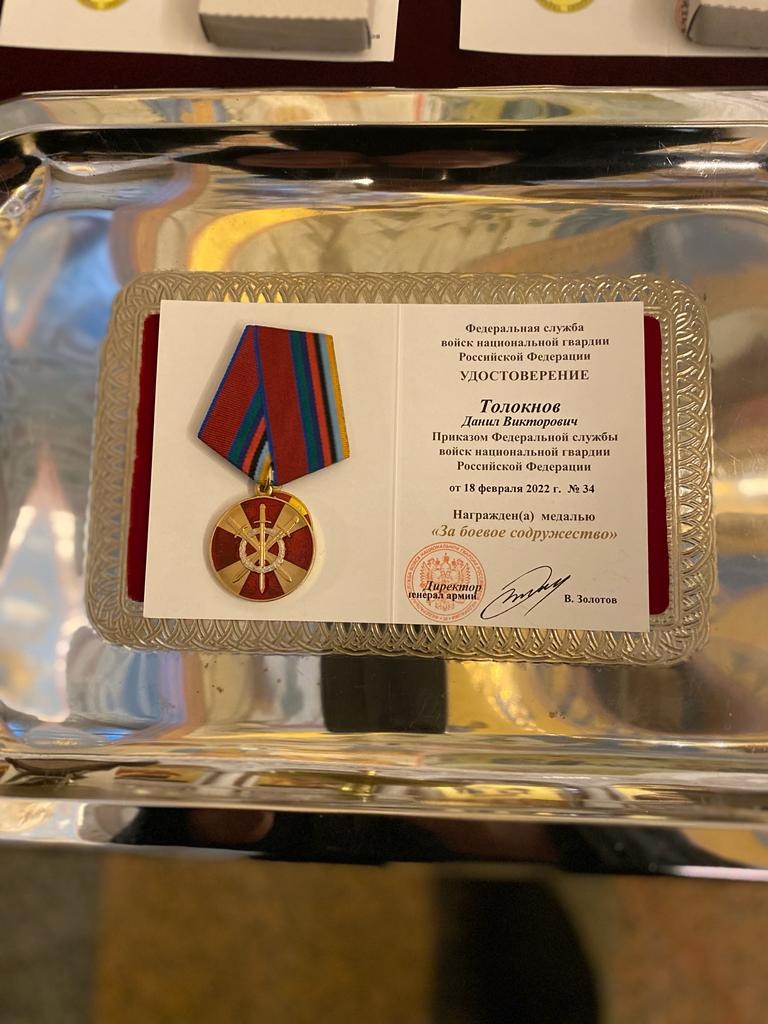 Федеральная служба
войск национальной гвардии
Российской Федерации
УДОСТОВЕРЕНИЕ
Толокнов
Данил Викторович
Приказом Федеральной службы
войск национальной гвардии
Российской Федерации
от 18 февраля 2022 г. № 34
Награжден(а) медалью
«За боевое содружество»
Директор
генерал армии В. Золотов